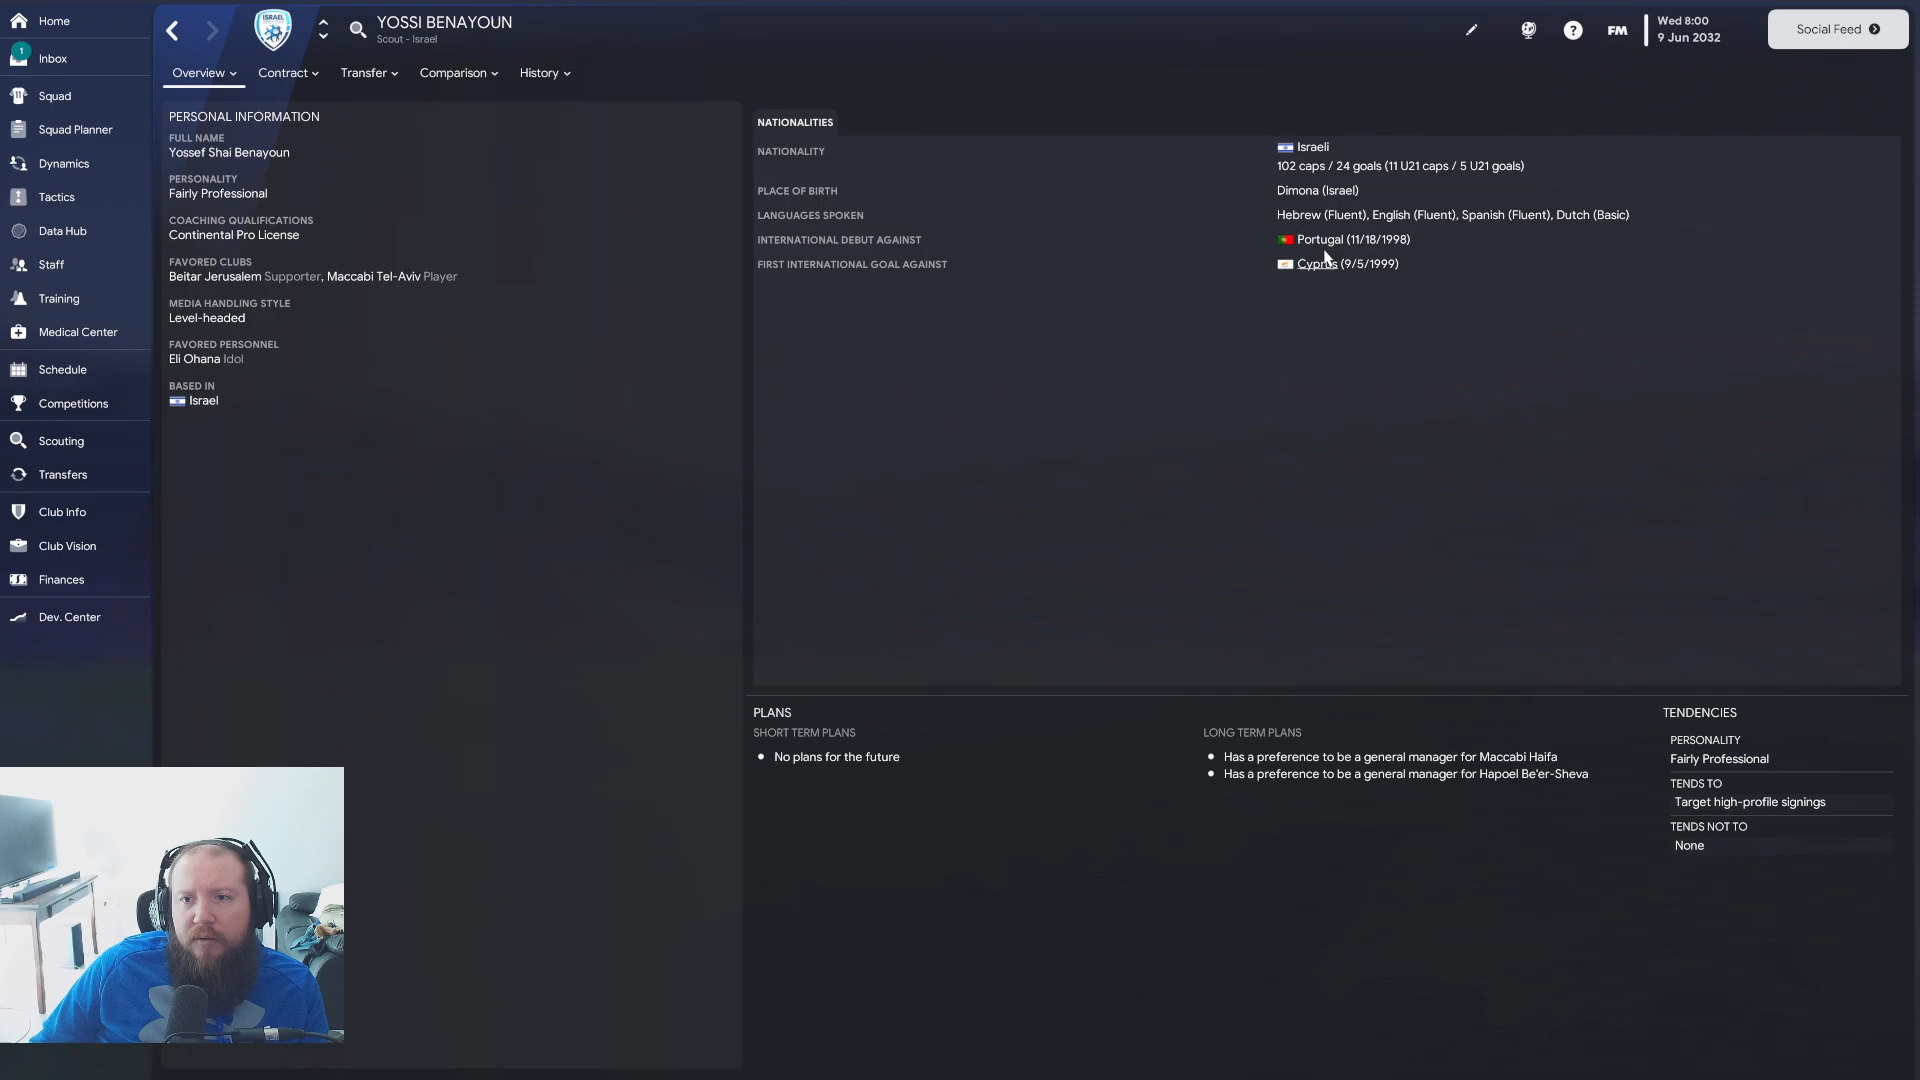 Home
1
Inbox
Squad
Squad Planner
Dynamics
Tactics
Data Hub
Staff
Training
Medical Center
Schedule
Competitions
Scouting
Transfers
Club Info
Club Vision
Finances
Dev. Center
ISRAEL
YOSSI BENAYOUN
Scout - Israel
FM
Wed 8:00
9 Jun 2032
Social Feed
Overview
Contract
Transfer
Comparison
History
PERSONAL INFORMATION
FULL NAME
Yossef Shai Benayoun
PERSONALITY
Fairly Professional
COACHING QUALIFICATIONS
Continental Pro License
FAVORED CLUBS
Beitar Jerusalem Supporter, Maccabi Tel-Aviv Player
MEDIA HANDLING STYLE
Level-headed
FAVORED PERSONNEL
Eli Ohana Idol
BASED IN
Israel
NATIONALITIES
NATIONALITY
Israeli
102 caps / 24 goals (11 U21 caps / 5 U21 goals)
PLACE OF BIRTH
Dimona (Israel)
LANGUAGES SPOKEN
Hebrew (Fluent), English (Fluent), Spanish (Fluent), Dutch (Basic)
INTERNATIONAL DEBUT AGAINST
Portugal (11/18/1998)
FIRST INTERNATIONAL GOAL AGAINST
Cyprus (9/5/1999)
PLANS
SHORT TERM PLANS
• No plans for the future
LONG TERM PLANS
• Has a preference to be a general manager for Maccabi Haifa
• Has a preference to be a general manager for Hapoel Be'er-Sheva
TENDENCIES
PERSONALITY
Fairly Professional
TENDS TO
Target high-profile signings
TENDS NOT TO
None